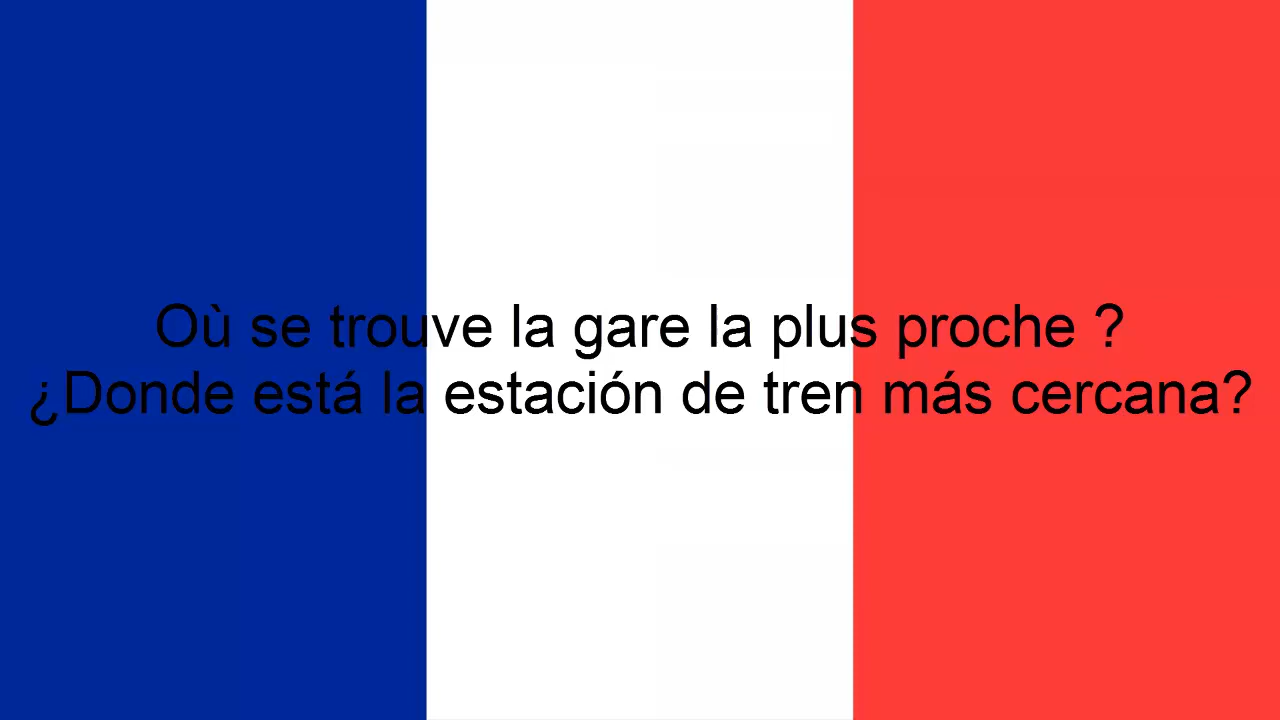 Où se trouve la gare la plus proche ?
¿Donde está la estación de tren más cercana?